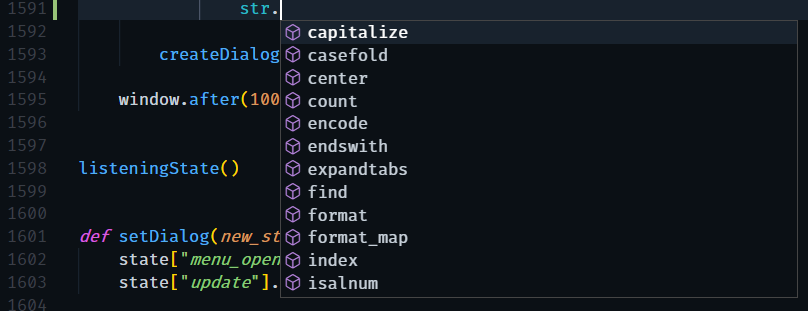 1591 str.
capitalize
1592
casefold
1593 createDialog
center
1594
count
1595 window.after(100
encode
1596
endswith
1597
expandtabs
1598 listeningState()
find
1599
format
1600
format_map
1601 def setDialog(new_st
index
1602 state["menu_open
isalnum
1603 state["update"].
1604